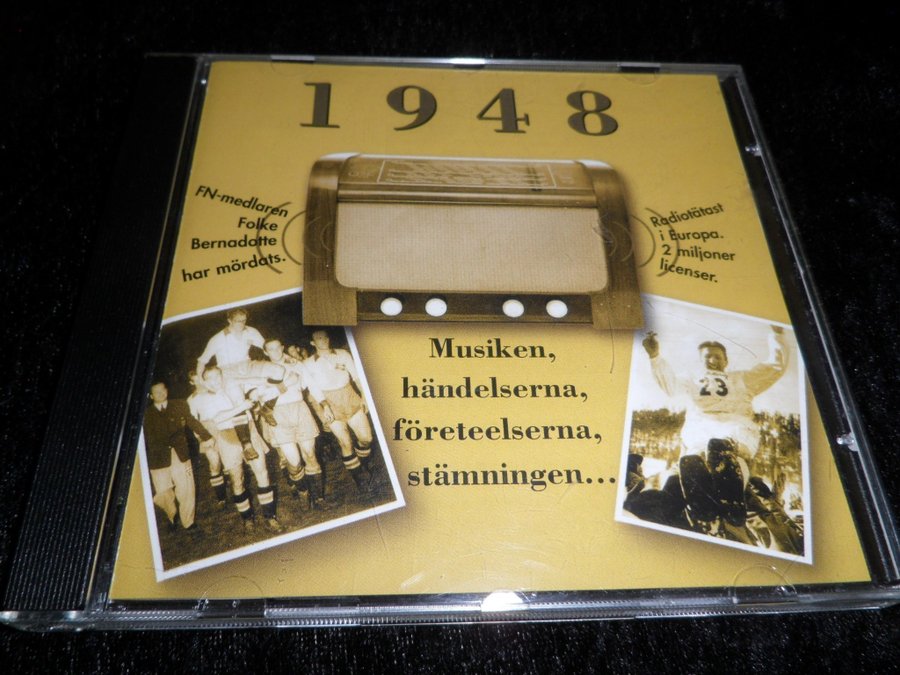 1948
FN-medlaren
Folke
Bernadotte
har mördats.
Radiotätast
i Europa.
2 miljoner
licenser.
Musiken,
händelserna,
företeelserna,
stämningen...
23